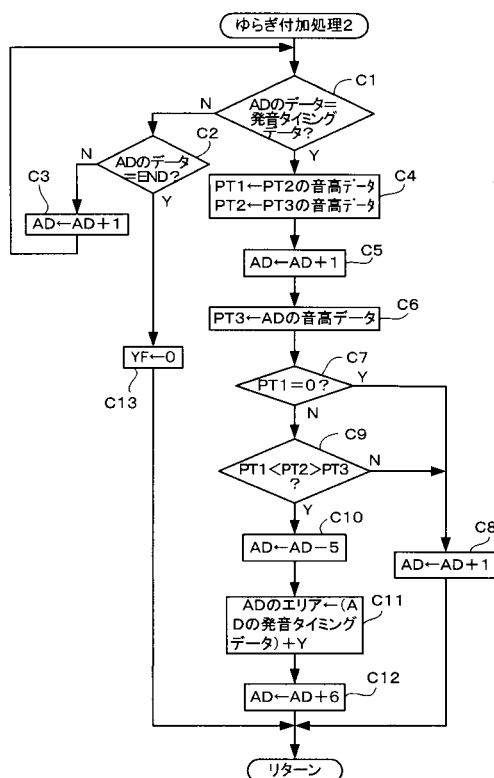 ゆらぎ付加処理2
C1
ADのデータ=
発音タイミング
データ?
N
Y
C2
ADのデータ
=END?
N
Y
C3
AD←AD+1
C4
PT1←PT2の音高データ
PT2←PT3の音高データ
C5
AD←AD+1
C6
PT3←ADの音高データ
C7
PT1=0?
Y
N
YF←0
C13
C9
PT1<PT2>PT3
?
N
Y
C10
AD←AD-5
C8
AD←AD+1
C11
ADのエリア←(A
Dの発音タイミング
データ)+Y
C12
AD←AD+6
リターン